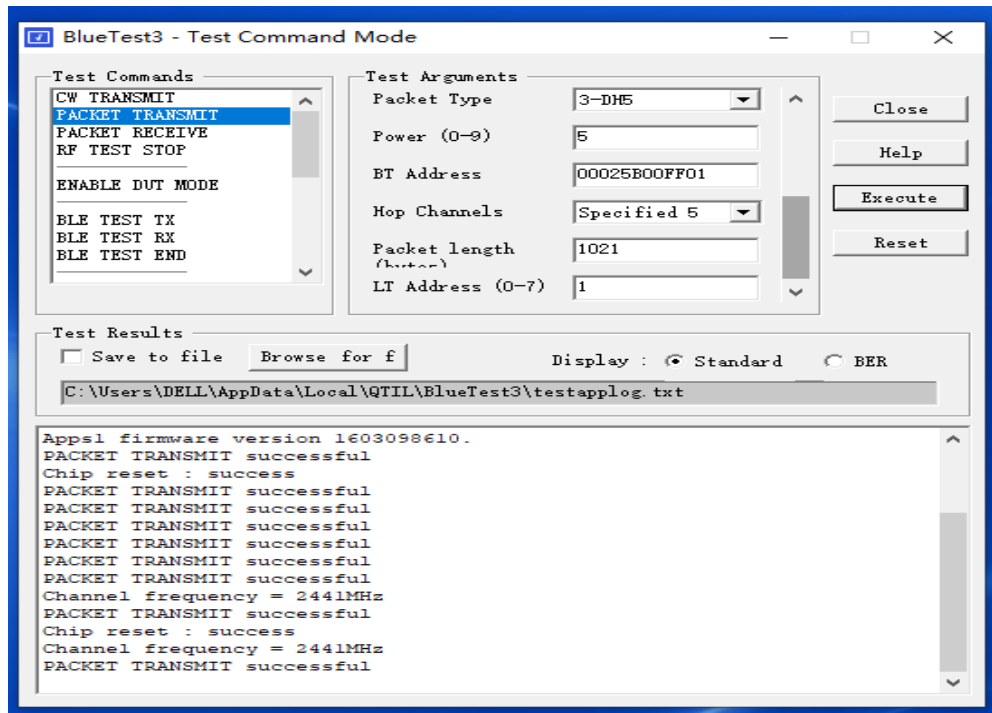 BlueTest3 - Test Command Mode
Test Commands
CW TRANSMIT
PACKET TRANSMIT
PACKET RECEIVE
RF TEST STOP
ENABLE DUT MODE
BLE TEST TX
BLE TEST RX
BLE TEST END
Test Arguments
Packet Type 3-DH5
Power (0-9) 5
BT Address 00025B00FF01
Hop Channels Specified 5
Packet length 1021
(bytes)
LT Address (0-7) 1
Close
Help
Execute
Reset
Test Results
Save to file Browse for f Display : Standard BER
C:\Users\DELL\AppData\Local\QTIL\BlueTest3\testapplog.txt
Apps1 firmware version 1603098610.
PACKET TRANSMIT successful
Chip reset : success
PACKET TRANSMIT successful
PACKET TRANSMIT successful
PACKET TRANSMIT successful
PACKET TRANSMIT successful
PACKET TRANSMIT successful
PACKET TRANSMIT successful
Channel frequency = 2441MHz
PACKET TRANSMIT successful
Chip reset : success
Channel frequency = 2441MHz
PACKET TRANSMIT successful